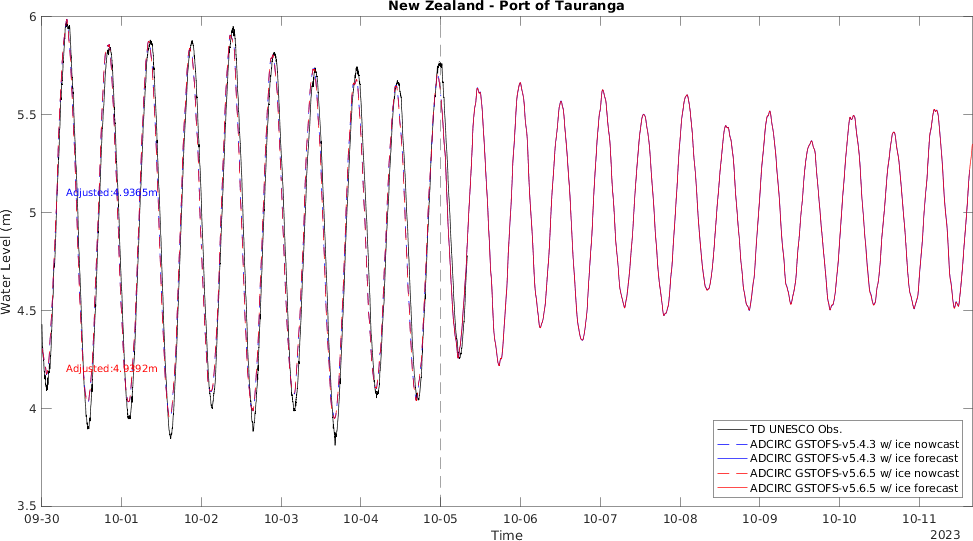 New Zealand - Port of Tauranga
6
5.5
5
4.5
4
3.5
Water Level (m)
Adjusted:4.9365m
Adjusted:4.9392m
TD UNESCO Obs.
ADCIRC GSTOFS-v5.4.3 w/ ice nowcast
ADCIRC GSTOFS-v5.4.3 w/ ice forecast
ADCIRC GSTOFS-v5.6.5 w/ ice nowcast
ADCIRC GSTOFS-v5.6.5 w/ ice forecast
09-30 10-01 10-02 10-03 10-04 10-05 10-06 10-07 10-08 10-09 10-10 10-11
2023
Time